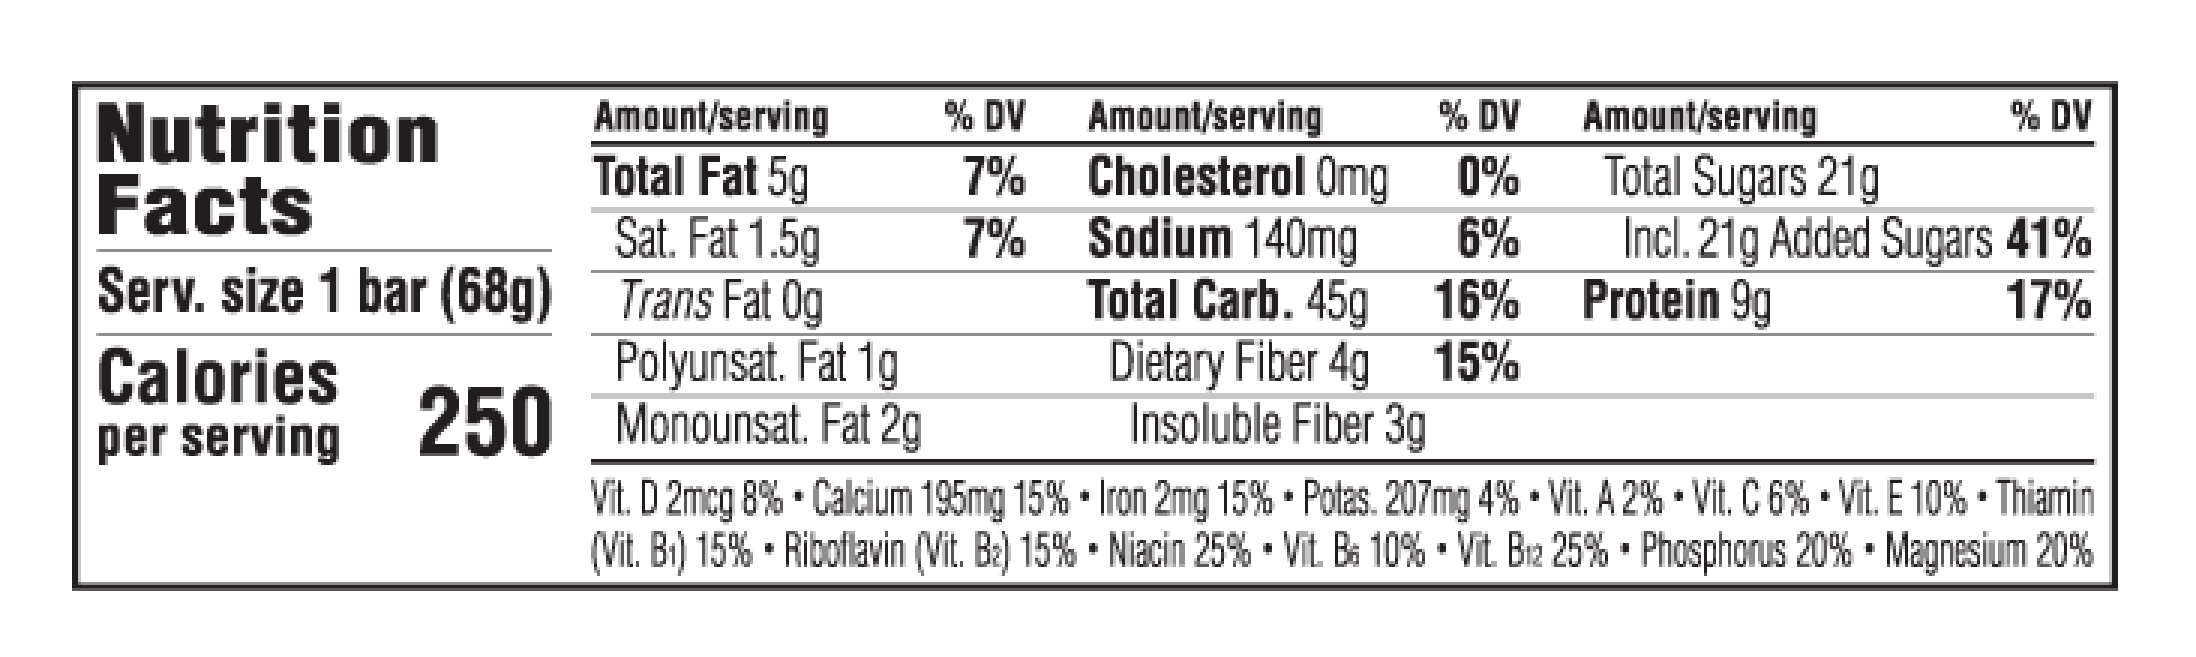 Nutrition
Facts
Serv. size 1 bar (68g)
Calories
per serving 250
Amount/serving % DV Amount/serving % DV Amount/serving % DV
Total Fat 5g 7% Cholesterol 0mg 0% Total Sugars 21g
Sat. Fat 1.5g 7% Sodium 140mg 6% Incl. 21g Added Sugars 41%
Trans Fat 0g Total Carb. 45g 16% Protein 9g 17%
Polyunsat. Fat 1g Dietary Fiber 4g 15%
Monounsat. Fat 2g Insoluble Fiber 3g
Vit. D 2mcg 8% • Calcium 195mg 15% • Iron 2mg 15% • Potas. 207mg 4% • Vit. A 2% • Vit. C 6% • Vit. E 10% • Thiamin
(Vit. B1) 15% • Riboflavin (Vit. B2) 15% • Niacin 25% • Vit. B6 10% • Vit. B12 25% • Phosphorus 20% • Magnesium 20%